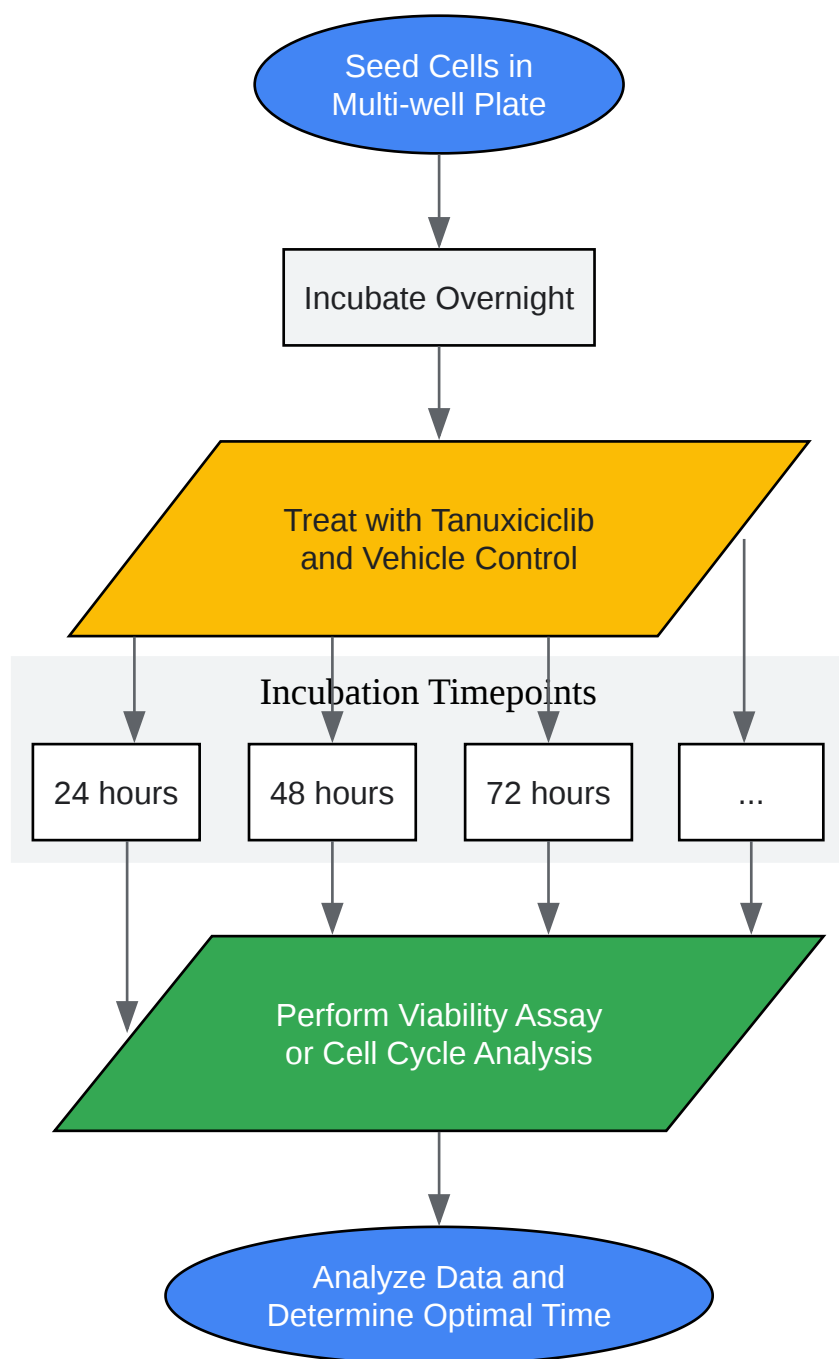 Seed Cells in
Multi-well Plate
Incubate Overnight
Treat with Tanuxiciclib
and Vehicle Control
Incubation Timepoints
24 hours
48 hours
72 hours
...
Perform Viability Assay
or Cell Cycle Analysis
Analyze Data and
Determine Optimal Time